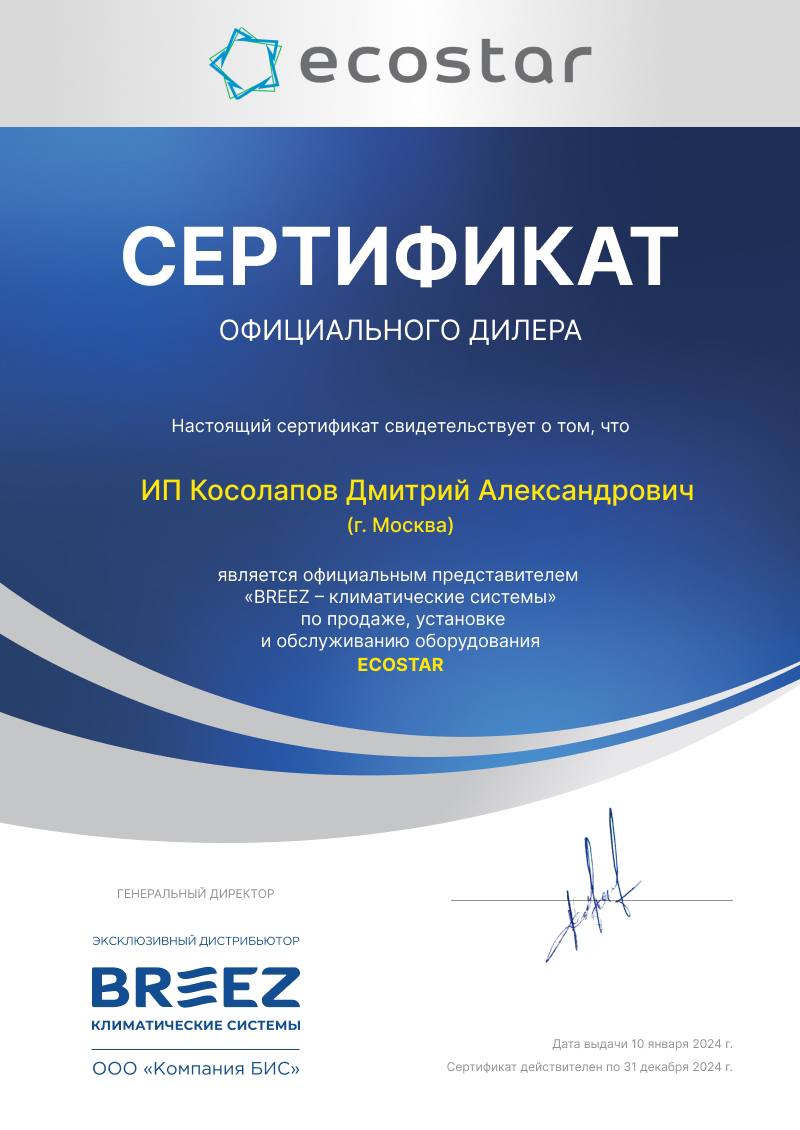 ecostar
СЕРТИФИКАТ
ОФИЦИАЛЬНОГО ДИЛЕРА
Настоящий сертификат свидетельствует о том, что
ИП Косолапов Дмитрий Александрович
(г. Москва)
является официальным представителем
«BREEZ – климатические системы»
по продаже, установке
и обслуживанию оборудования
ECOSTAR
ГЕНЕРАЛЬНЫЙ ДИРЕКТОР
ЭКСКЛЮЗИВНЫЙ ДИСТРИБЬЮТОР
BREEZ
КЛИМАТИЧЕСКИЕ СИСТЕМЫ
ООО «Компания БИС»
Дата выдачи 10 января 2024 г.
Сертификат действителен по 31 декабря 2024 г.